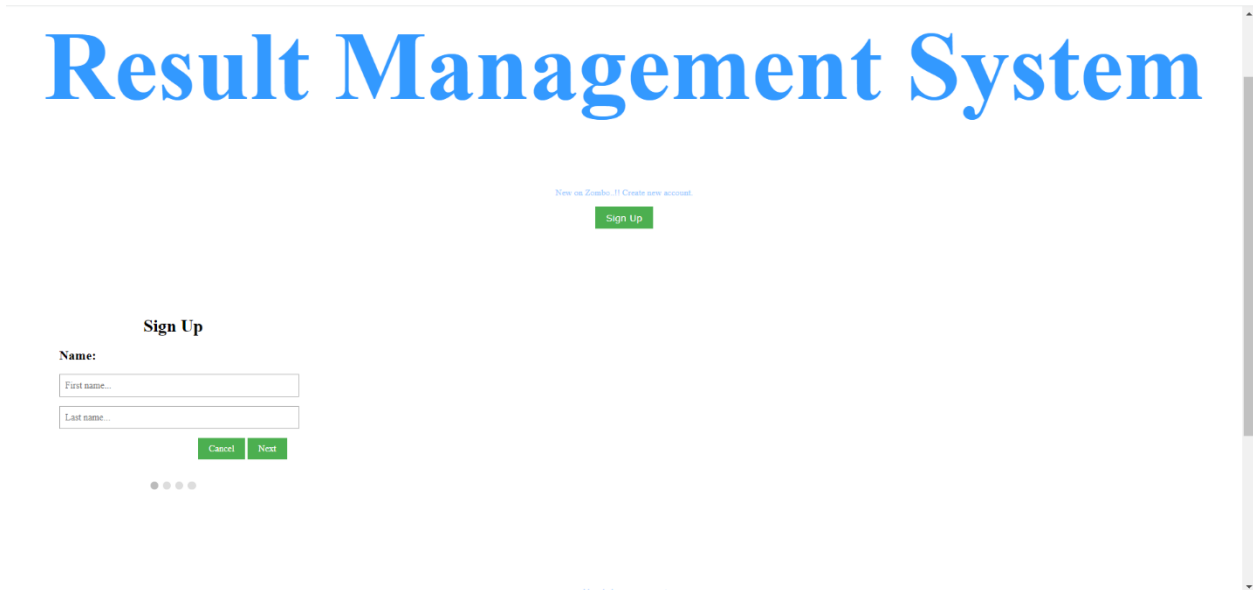 Result Management System
New on Zombo .!! Create new account.
Sign Up
Sign Up
Name:
First name...
Last name...
Cancel Next